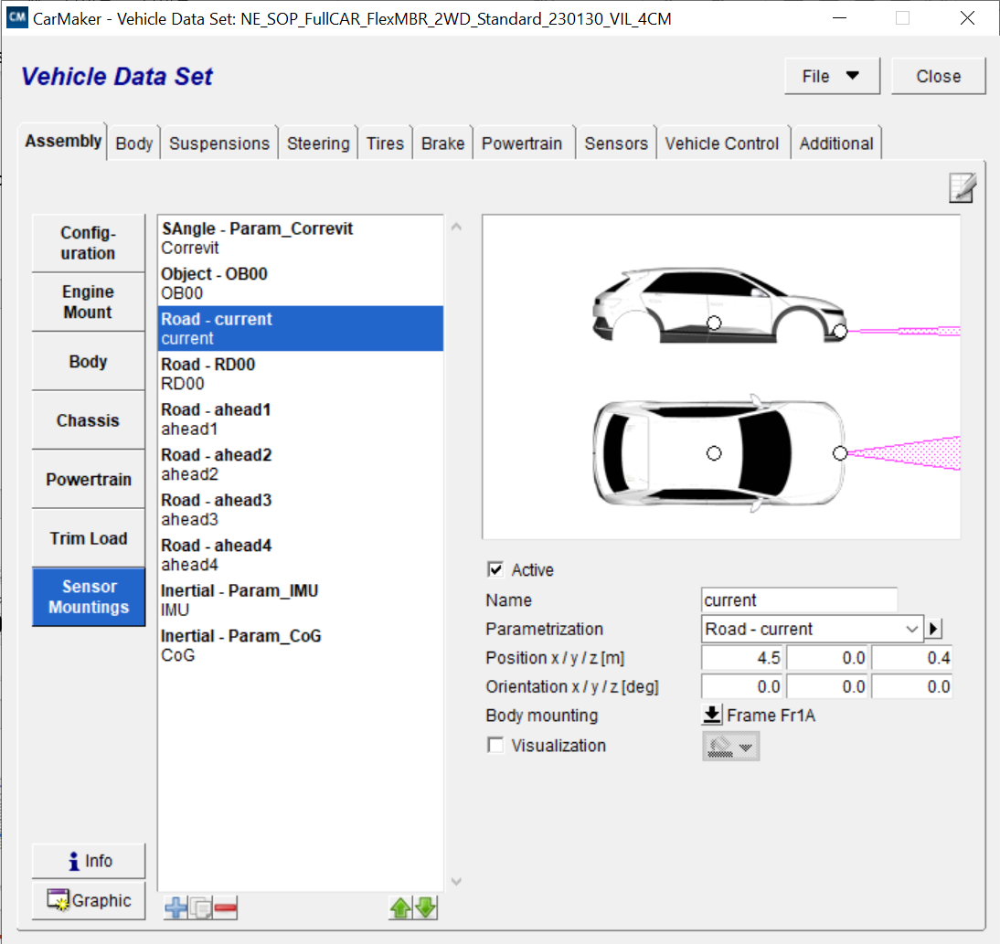 CM CarMaker - Vehicle Data Set: NE_SOP_FullCAR_FlexMBR_2WD_Standard_230130_VIL_4CM
Vehicle Data Set
File
Close
Assembly
Body
Suspensions
Steering
Tires
Brake
Powertrain
Sensors
Vehicle Control
Additional
Config-
uration
Engine
Mount
Body
Chassis
Powertrain
Trim Load
Sensor
Mountings
Info
Graphic
SAngle - Param_Correvit
Correvit
Object - OB00
OB00
Road - current
current
Road - RD00
RD00
Road - ahead1
ahead1
Road - ahead2
ahead2
Road - ahead3
ahead3
Road - ahead4
ahead4
Inertial - Param_IMU
IMU
Inertial - Param_CoG
CoG
Active
Name current
Parametrization Road - current
Position x / y / z [m] 4.5 0.0 0.4
Orientation x / y / z [deg] 0.0 0.0 0.0
Body mounting Frame Fr1A
Visualization